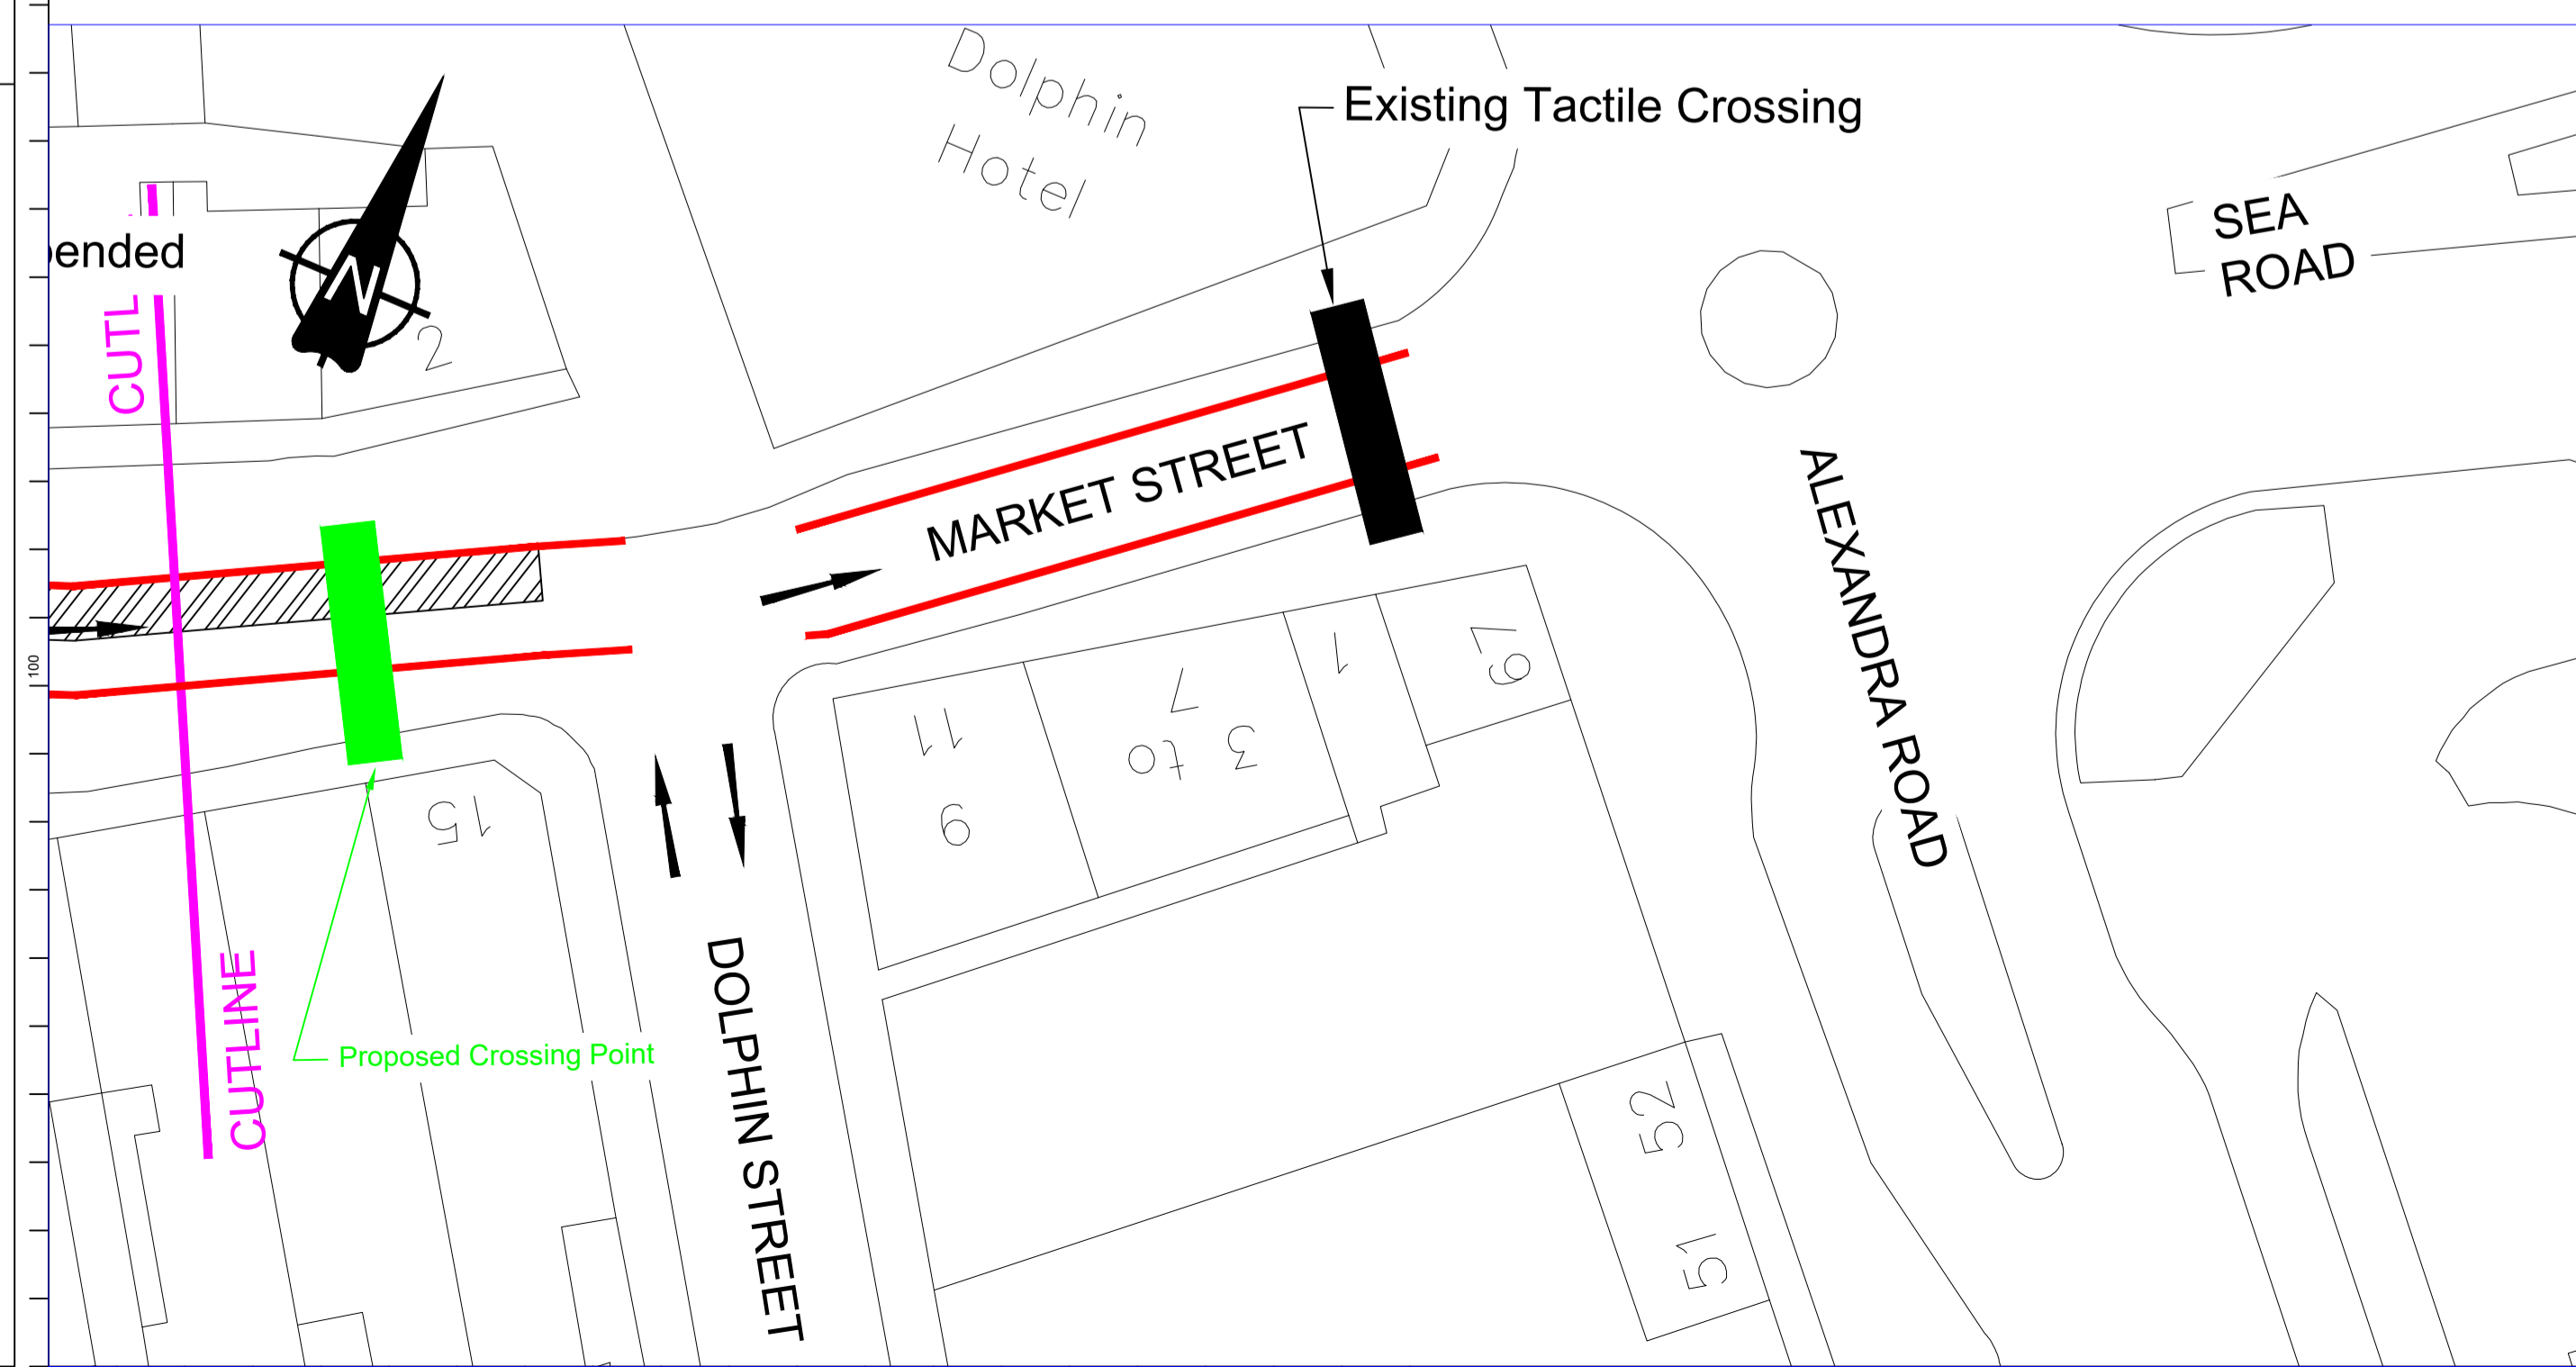 Dolphin
Hotel
Existing Tactile Crossing
SEA
ROAD
N
2
CUTL
MARKET STREET
ALEXANDRA ROAD
100
11
9
3 to
7
1
67
15
CUTLINE
Proposed Crossing Point
DOLPHIN STREET
52
51